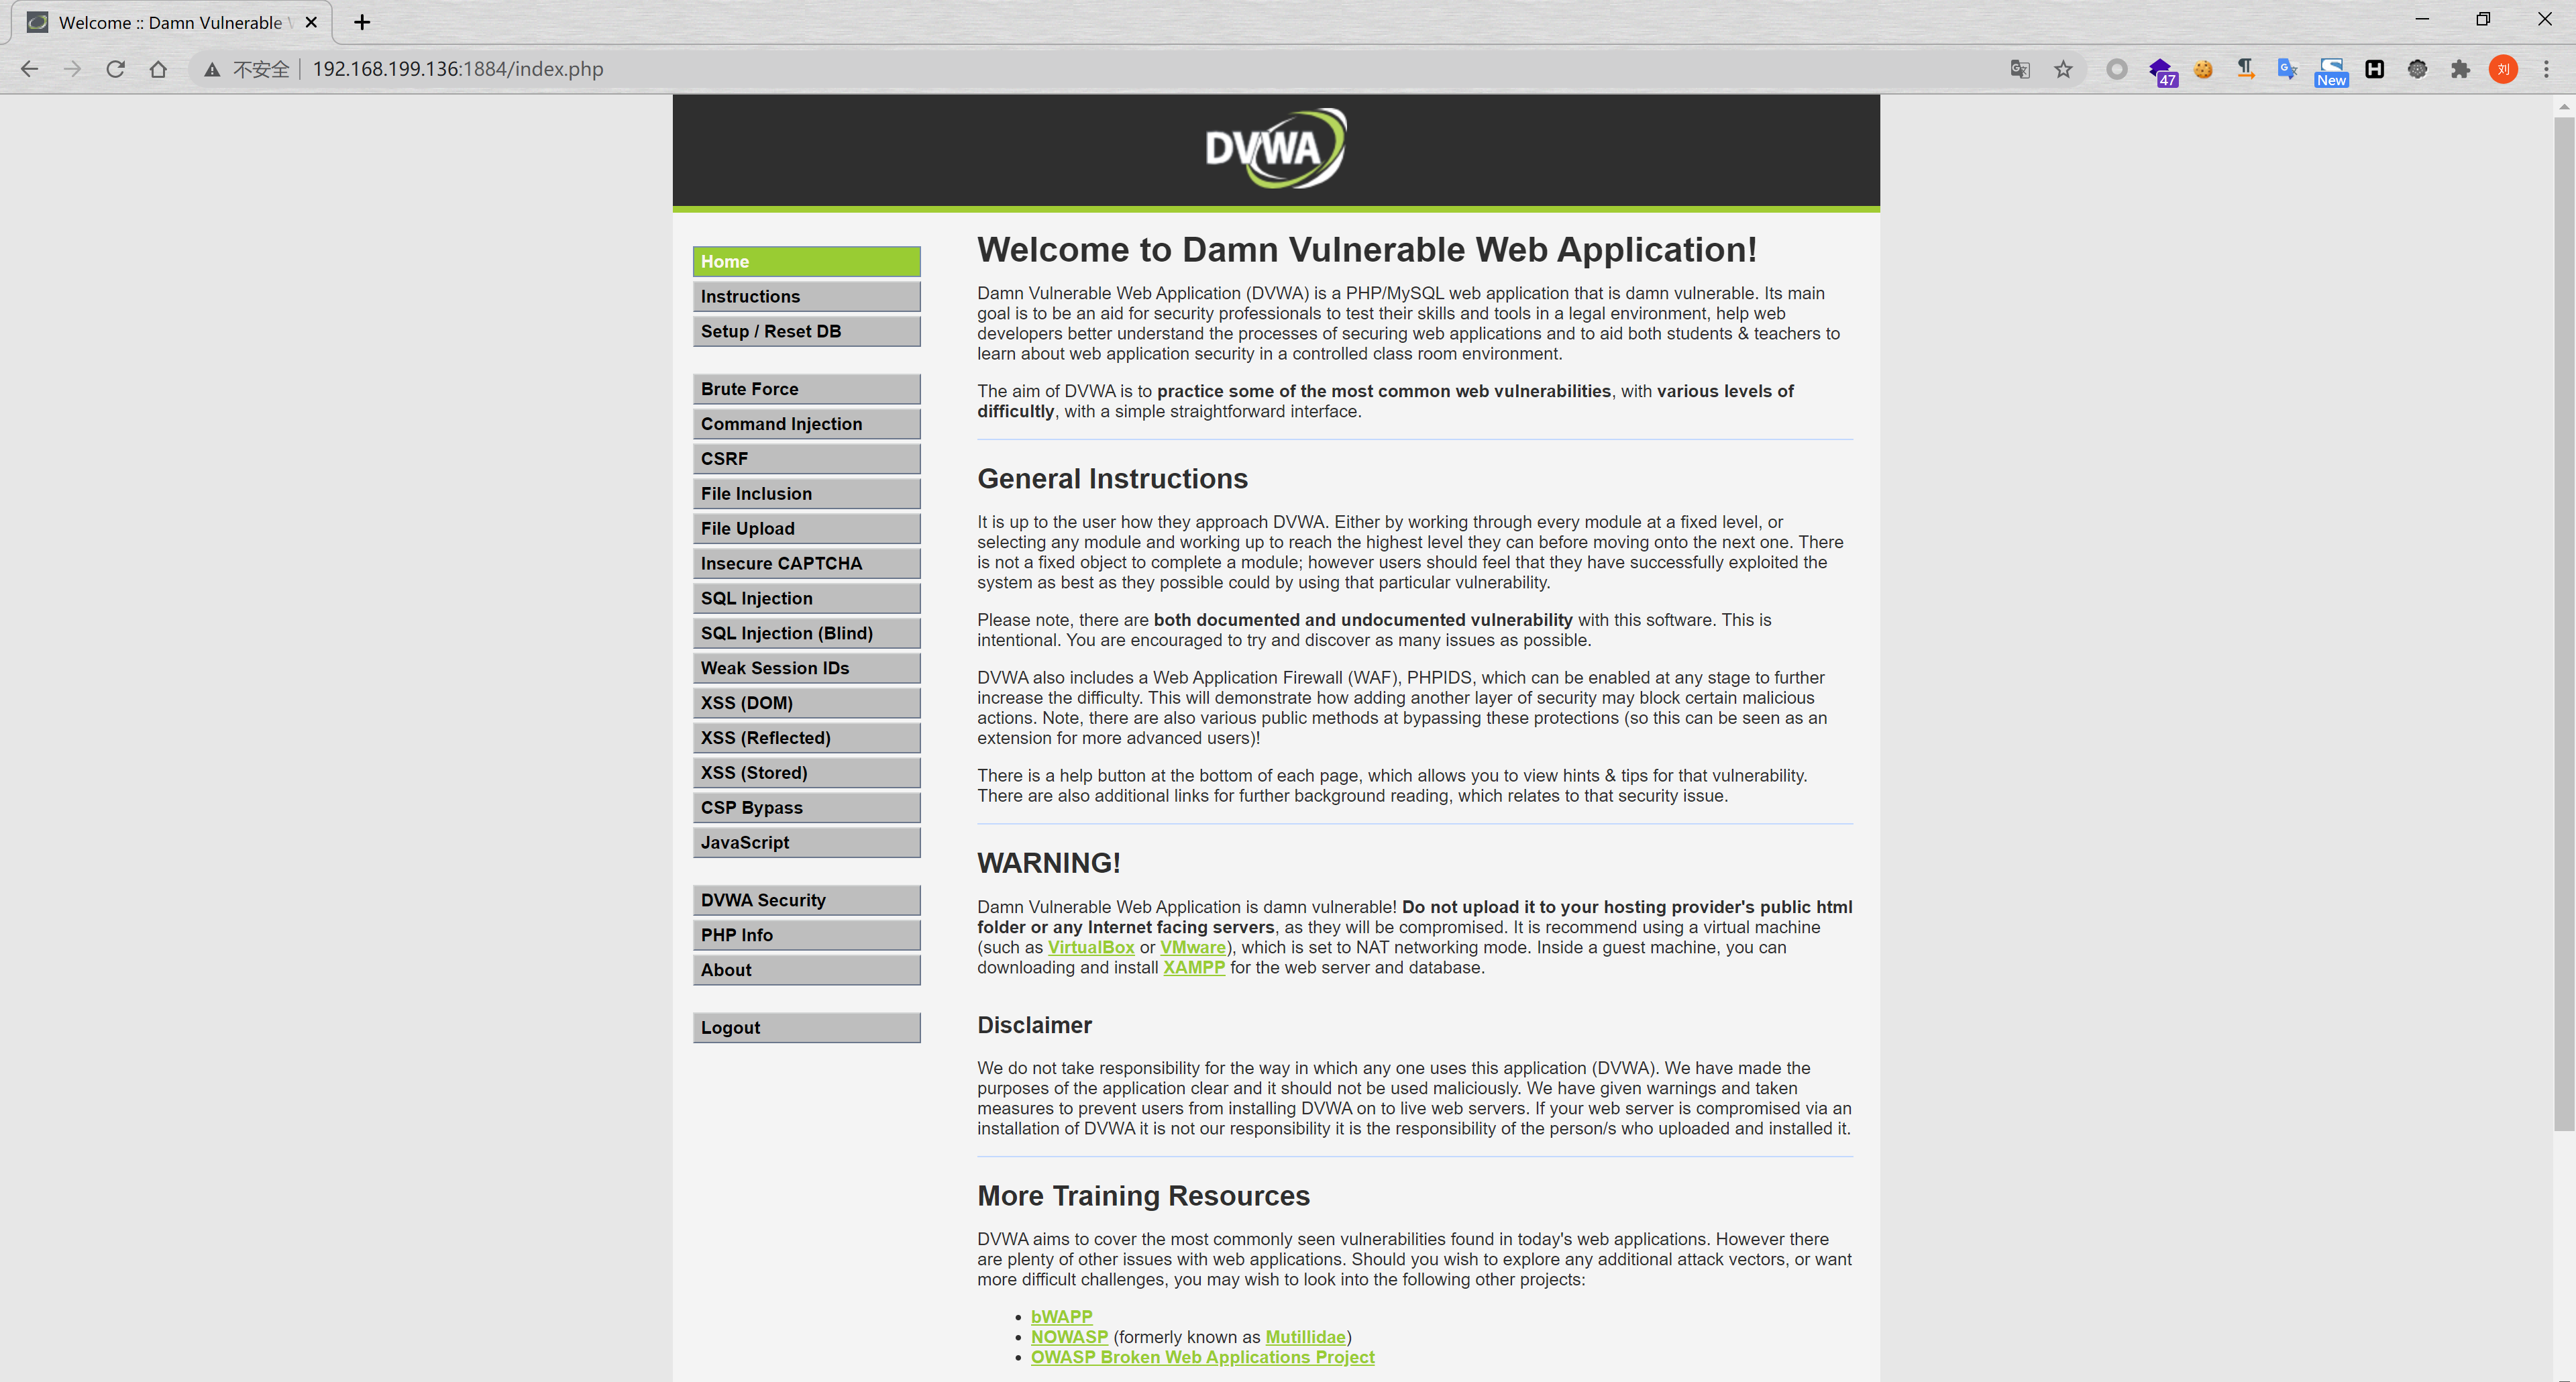 Welcome :: Damn Vulnerable
不安全 192.168.199.136:1884/index.php
47
New
刘
DVWA
Home
Instructions
Setup / Reset DB
Brute Force
Command Injection
CSRF
File Inclusion
File Upload
Insecure CAPTCHA
SQL Injection
SQL Injection (Blind)
Weak Session IDs
XSS (DOM)
XSS (Reflected)
XSS (Stored)
CSP Bypass
JavaScript
DVWA Security
PHP Info
About
Logout
Welcome to Damn Vulnerable Web Application!
Damn Vulnerable Web Application (DVWA) is a PHP/MySQL web application that is damn vulnerable. Its main
goal is to be an aid for security professionals to test their skills and tools in a legal environment, help web
developers better understand the processes of securing web applications and to aid both students & teachers to
learn about web application security in a controlled class room environment.
The aim of DVWA is to practice some of the most common web vulnerabilities, with various levels of
difficultly, with a simple straightforward interface.
General Instructions
It is up to the user how they approach DVWA. Either by working through every module at a fixed level, or
selecting any module and working up to reach the highest level they can before moving onto the next one. There
is not a fixed object to complete a module; however users should feel that they have successfully exploited the
system as best as they possible could by using that particular vulnerability.
Please note, there are both documented and undocumented vulnerability with this software. This is
intentional. You are encouraged to try and discover as many issues as possible.
DVWA also includes a Web Application Firewall (WAF), PHPIDS, which can be enabled at any stage to further
increase the difficulty. This will demonstrate how adding another layer of security may block certain malicious
actions. Note, there are also various public methods at bypassing these protections (so this can be seen as an
extension for more advanced users)!
There is a help button at the bottom of each page, which allows you to view hints & tips for that vulnerability.
There are also additional links for further background reading, which relates to that security issue.
WARNING!
Damn Vulnerable Web Application is damn vulnerable! Do not upload it to your hosting provider's public html
folder or any Internet facing servers, as they will be compromised. It is recommend using a virtual machine
(such as VirtualBox or VMware), which is set to NAT networking mode. Inside a guest machine, you can
downloading and install XAMPP for the web server and database.
Disclaimer
We do not take responsibility for the way in which any one uses this application (DVWA). We have made the
purposes of the application clear and it should not be used maliciously. We have given warnings and taken
measures to prevent users from installing DVWA on to live web servers. If your web server is compromised via an
installation of DVWA it is not our responsibility it is the responsibility of the person/s who uploaded and installed it.
More Training Resources
DVWA aims to cover the most commonly seen vulnerabilities found in today's web applications. However there
are plenty of other issues with web applications. Should you wish to explore any additional attack vectors, or want
more difficult challenges, you may wish to look into the following other projects:
• bWAPP
• NOWASP (formerly known as Mutillidae)
• OWASP Broken Web Applications Project